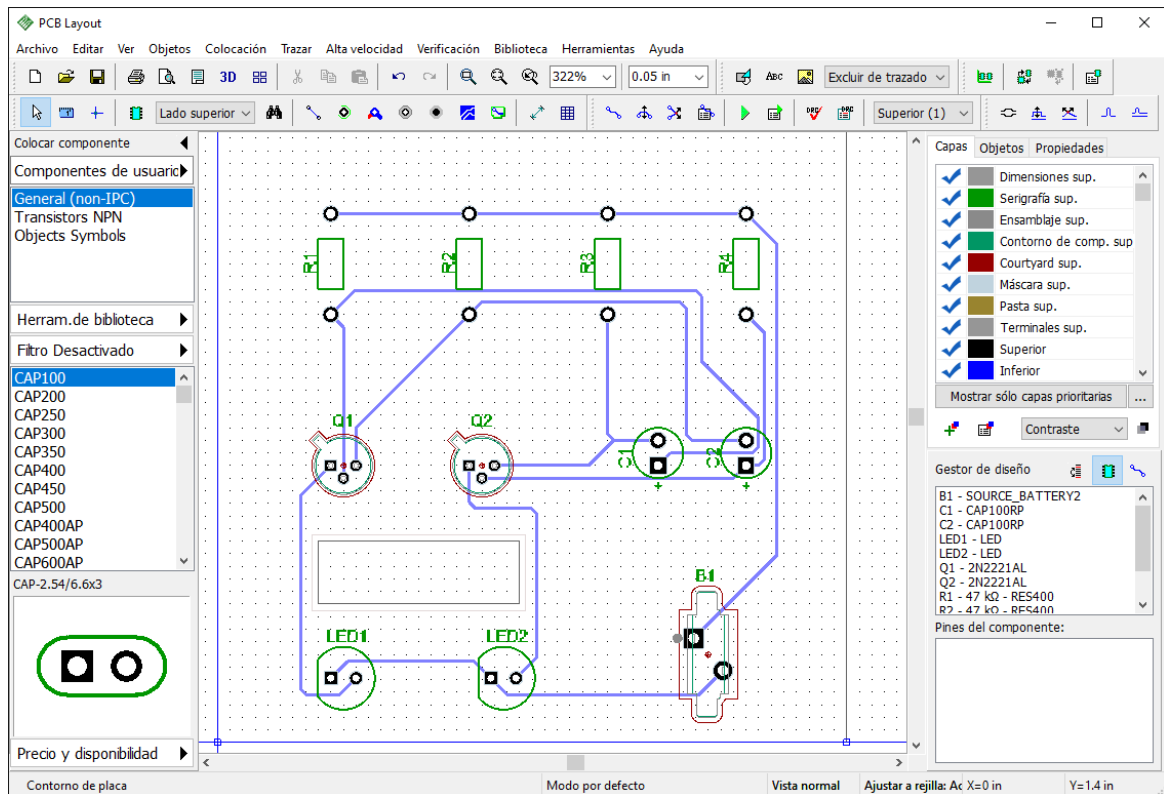 PCB Layout
Archivo Editar Ver Objetos Colocación Trazar Alta velocidad Verificación Biblioteca Herramientas Ayuda
3D 322% 0.05 in ABC Excluir de trazado
Lado superior DRC DRC Superior (1)
Colocar componente
Componentes de usuario
General (non-IPC)
Transistors NPN
Objects Symbols
Herram.de biblioteca
Filtro Desactivado
CAP100
CAP200
CAP250
CAP300
CAP350
CAP400
CAP450
CAP500
CAP400AP
CAP500AP
CAP600AP
CAP-2.54/6.6x3
Precio y disponibilidad
R1 R2 R3 R4
Q1 Q2
C1 C2
+ +
B1
LED1 LED2
Capas Objetos Propiedades
Dimensiones sup.
Serigrafía sup.
Ensamblaje sup.
Contorno de comp. sup
Courtyard sup.
Máscara sup.
Pasta sup.
Terminales sup.
Superior
Inferior
Mostrar sólo capas prioritarias ...
Contraste
Gestor de diseño
B1 - SOURCE_BATTERY2
C1 - CAP100RP
C2 - CAP100RP
LED1 - LED
LED2 - LED
Q1 - 2N2221AL
Q2 - 2N2221AL
R1 - 47 kΩ - RES400
R2 - 47 kΩ - RES400
Pines del componente:
Contorno de placa Modo por defecto Vista normal Ajustar a rejilla: Ac X=0 in Y=1.4 in